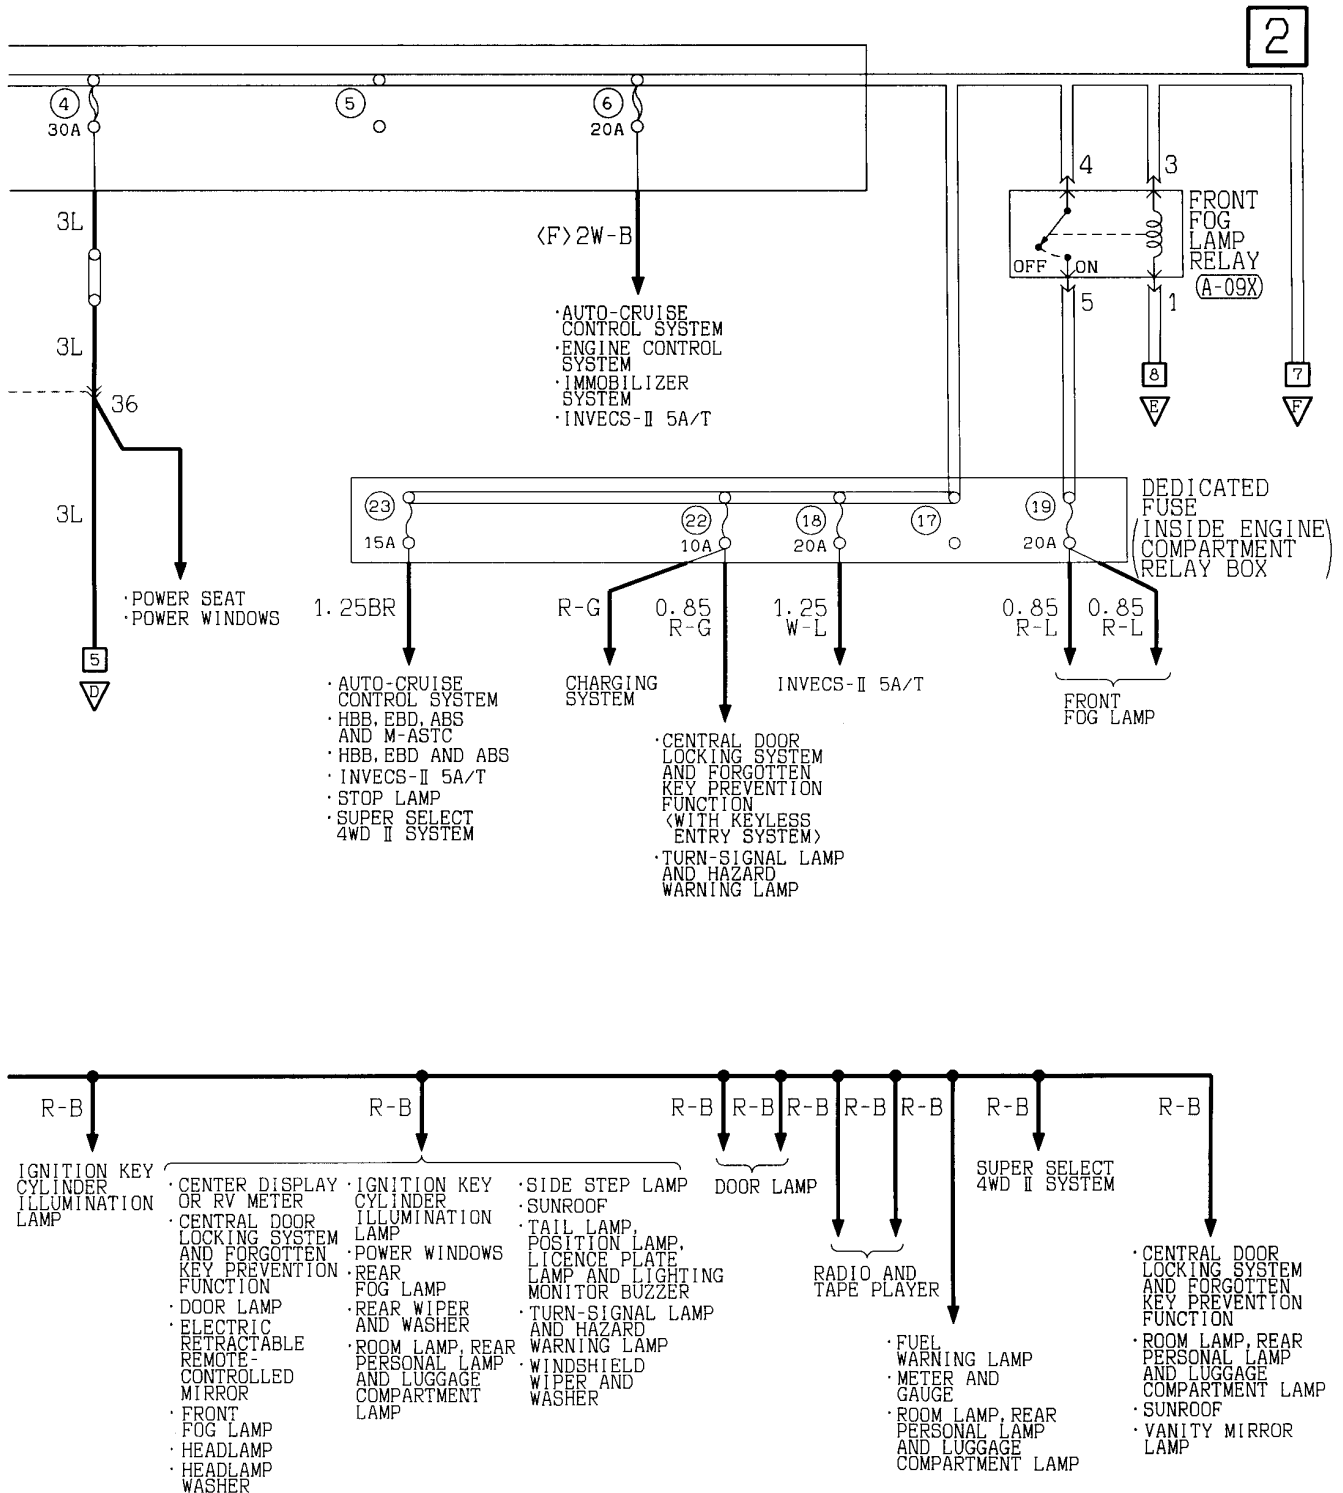 2
4
30A
5
6
20A
4
3
FRONT
FOG
LAMP
RELAY
A-09X
OFF
ON
5
1
3L
<F>2W-B
·AUTO-CRUISE
CONTROL SYSTEM
·ENGINE CONTROL
SYSTEM
·IMMOBILIZER
SYSTEM
·INVECS-Ⅱ 5A/T
3L
8
E
7
F
36
3L
·POWER SEAT
·POWER WINDOWS
5
D
23
15A
22
10A
18
20A
17
19
20A
DEDICATED
FUSE
(INSIDE ENGINE
COMPARTMENT
RELAY BOX)
1.25BR
R-G
0.85
R-G
1.25
W-L
0.85
R-L
0.85
R-L
·AUTO-CRUISE
CONTROL SYSTEM
·HBB,EBD,ABS
AND M-ASTC
·HBB,EBD AND ABS
·INVECS-Ⅱ 5A/T
·STOP LAMP
·SUPER SELECT
4WD Ⅱ SYSTEM
CHARGING
SYSTEM
·CENTRAL DOOR
LOCKING SYSTEM
AND FORGOTTEN
KEY PREVENTION
FUNCTION
<WITH KEYLESS
ENTRY SYSTEM>
·TURN-SIGNAL LAMP
AND HAZARD
WARNING LAMP
INVECS-Ⅱ 5A/T
FRONT
FOG LAMP
R-B
R-B
R-B
R-B
R-B
R-B
R-B
R-B
R-B
IGNITION KEY
CYLINDER
ILLUMINATION
LAMP
·CENTER DISPLAY
OR RV METER
·CENTRAL DOOR
LOCKING SYSTEM
AND FORGOTTEN
KEY PREVENTION
FUNCTION
·DOOR LAMP
·ELECTRIC
RETRACTABLE
REMOTE-
CONTROLLED
MIRROR
·FRONT
FOG LAMP
·HEADLAMP
·HEADLAMP
WASHER
·IGNITION KEY
CYLINDER
ILLUMINATION
LAMP
·POWER WINDOWS
·REAR
FOG LAMP
·REAR WIPER
AND WASHER
·ROOM LAMP,REAR
PERSONAL LAMP
AND LUGGAGE
COMPARTMENT
LAMP
·SIDE STEP LAMP
·SUNROOF
·TAIL LAMP,
POSITION LAMP,
LICENCE PLATE
LAMP AND LIGHTING
MONITOR BUZZER
·TURN-SIGNAL LAMP
AND HAZARD
WARNING LAMP
·WINDSHIELD
WIPER AND
WASHER
DOOR LAMP
RADIO AND
TAPE PLAYER
·FUEL
WARNING LAMP
·METER AND
GAUGE
·ROOM LAMP,REAR
PERSONAL LAMP
AND LUGGAGE
COMPARTMENT LAMP
SUPER SELECT
4WD Ⅱ SYSTEM
·CENTRAL DOOR
LOCKING SYSTEM
AND FORGOTTEN
KEY PREVENTION
FUNCTION
·ROOM LAMP,REAR
PERSONAL LAMP
AND LUGGAGE
COMPARTMENT LAMP
·SUNROOF
·VANITY MIRROR
LAMP